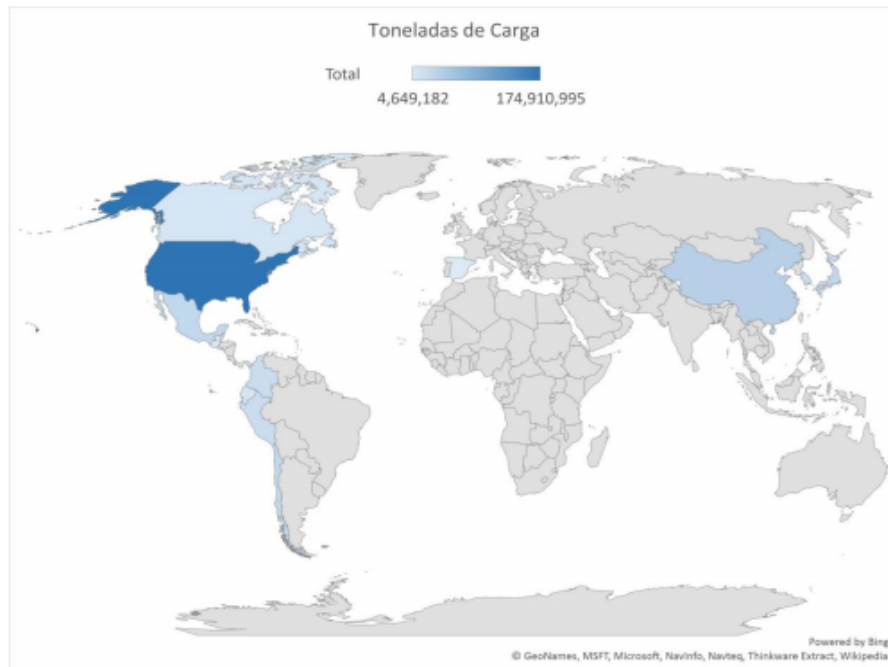 Toneladas de Carga
Total
4,649,182 174,910,995
Powered by Bing
© GeoNames, MSFT, Microsoft, NavInfo, Navteq, Thinkware Extract, Wikipedia